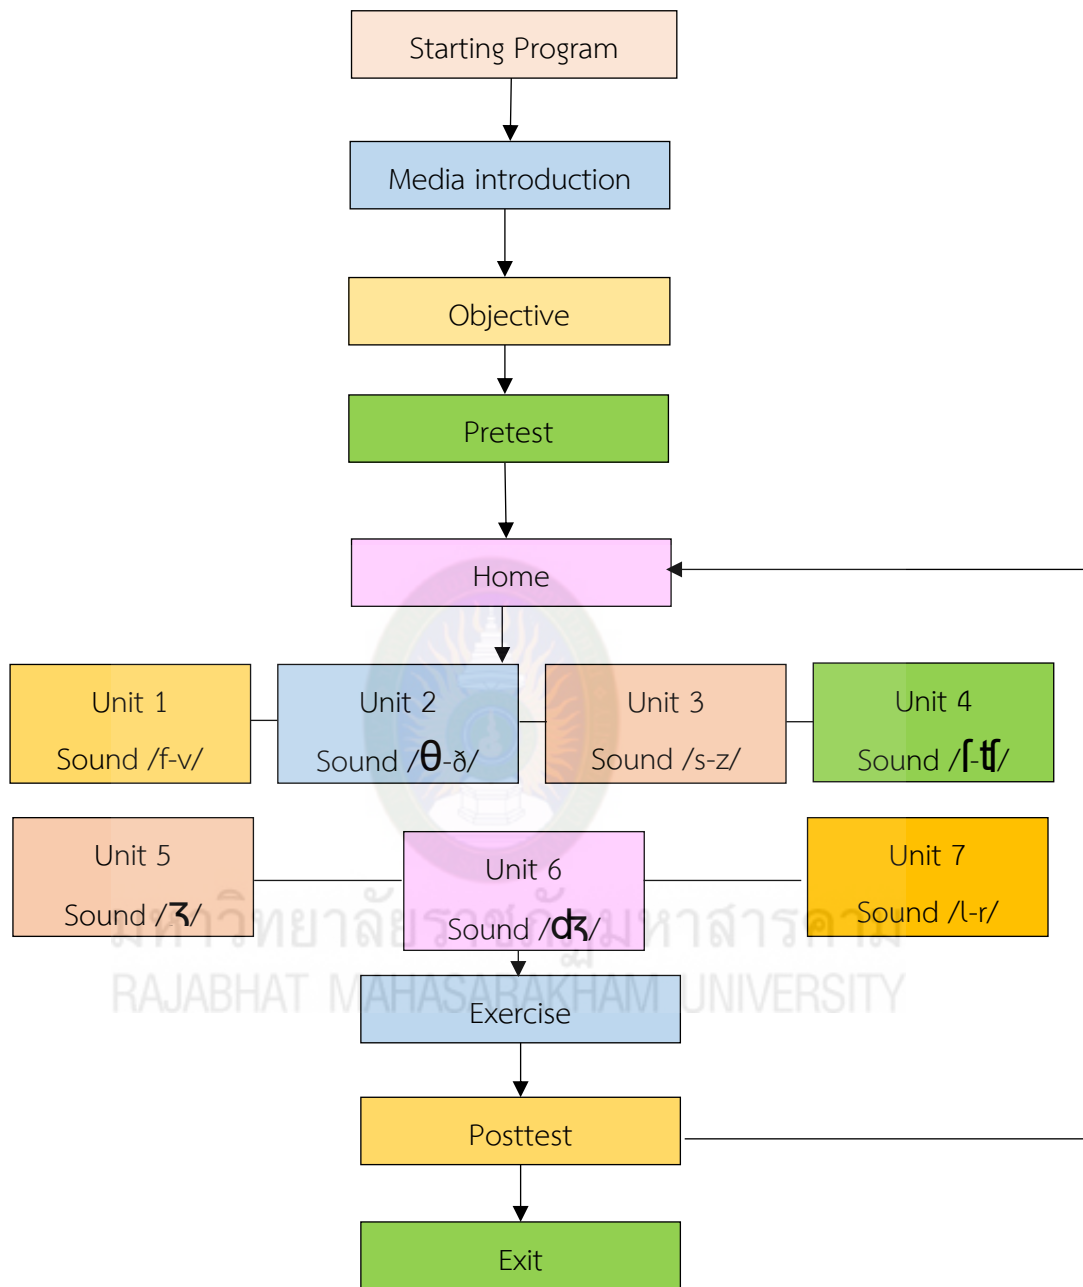 Starting Program
Media introduction
Objective
Pretest
Home
Unit 1
Sound /f-v/
Unit 2
Sound /θ-ð/
Unit 3
Sound /s-z/
Unit 4
Sound /ʃ-ʧ/
Unit 5
Sound /ʒ/
Unit 6
Sound /ʤ/
Unit 7
Sound /l-r/
มหาวิทยาลัยราชภัฏมหาสารคาม
RAJABHAT MAHASARAKHAM UNIVERSITY
Exercise
Posttest
Exit